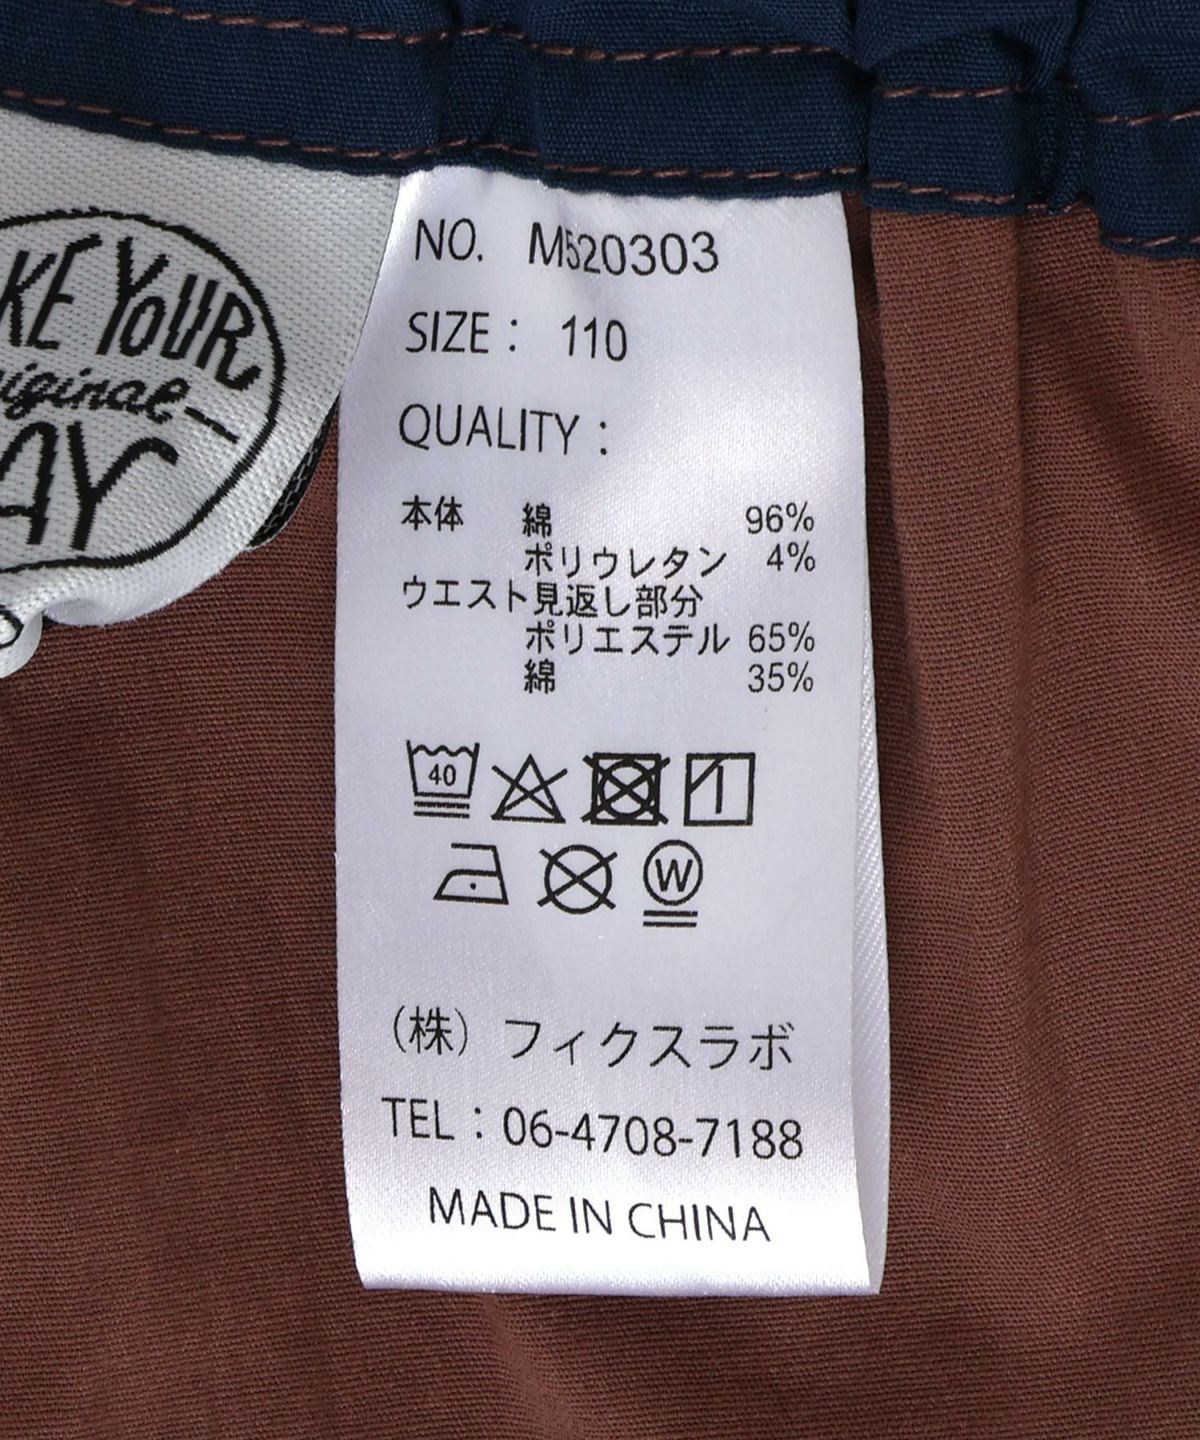 KE YOUR
iginal
AY
NO. M520303
SIZE : 110
QUALITY :
本体 綿 96%
ポリウレタン 4%
ウエスト見返し部分
ポリエステル 65%
綿 35%
40
W
(株) フィクスラボ
TEL : 06-4708-7188
MADE IN CHINA